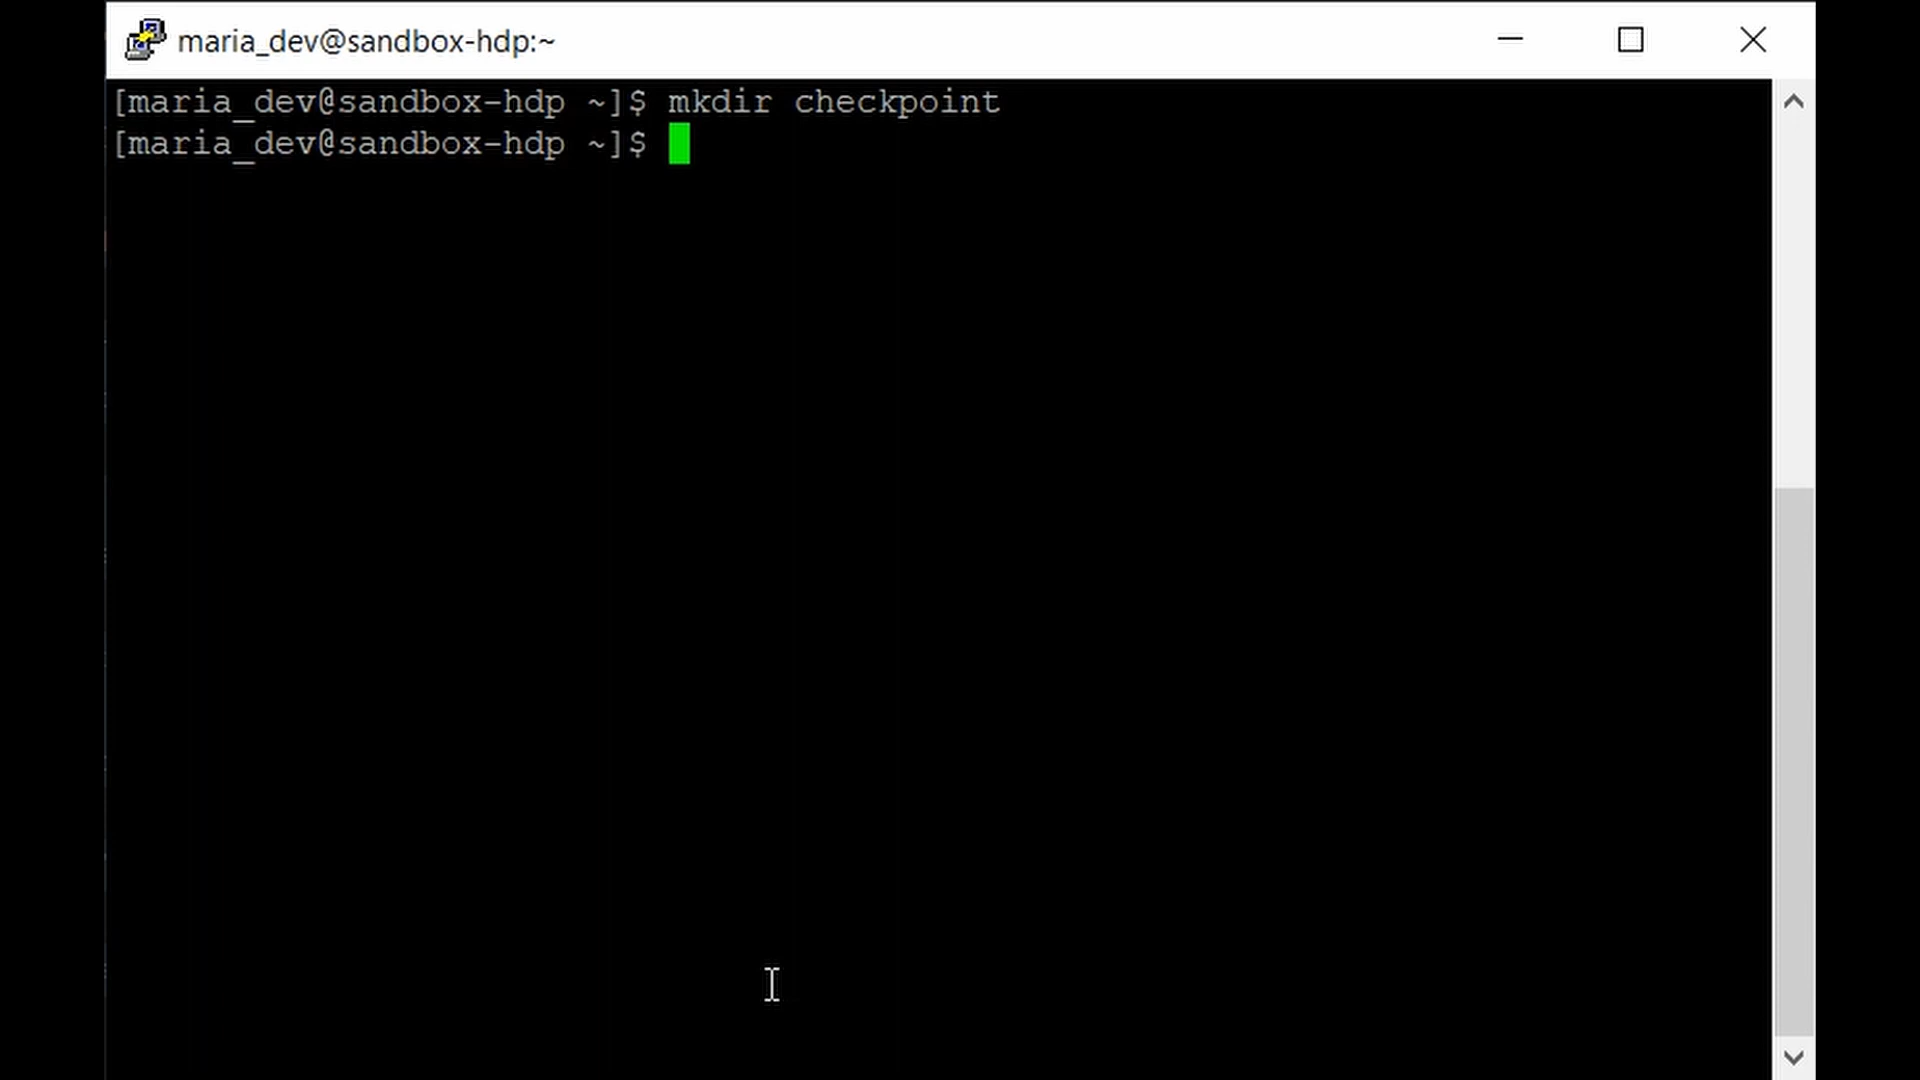 maria_dev@sandbox-hdp:~
[maria_dev@sandbox-hdp ~]$ mkdir checkpoint
[maria_dev@sandbox-hdp ~]$